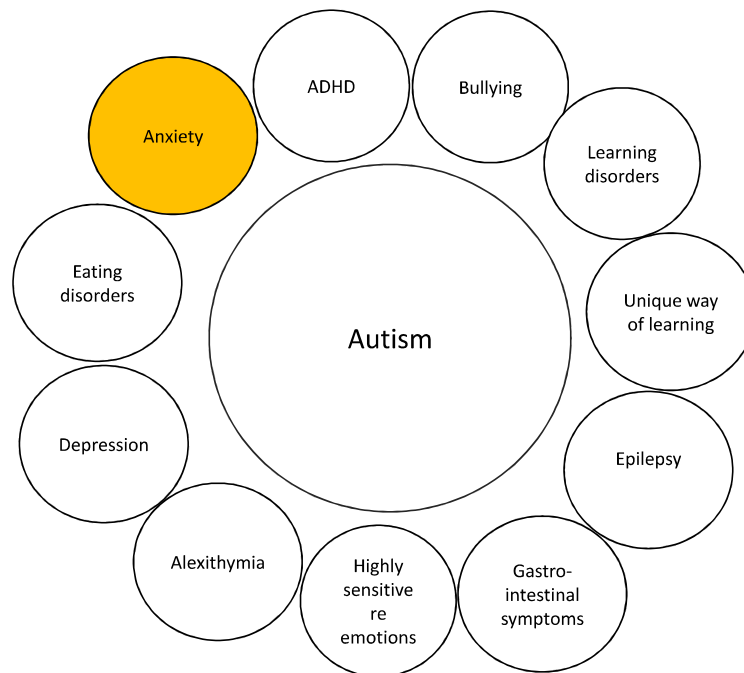 ADHD
Bullying
Anxiety
Learning
disorders
Eating
disorders
Unique way
of learning
Autism
Depression
Epilepsy
Alexithymia
Highly
sensitive
re
emotions
Gastro-
intestinal
symptoms